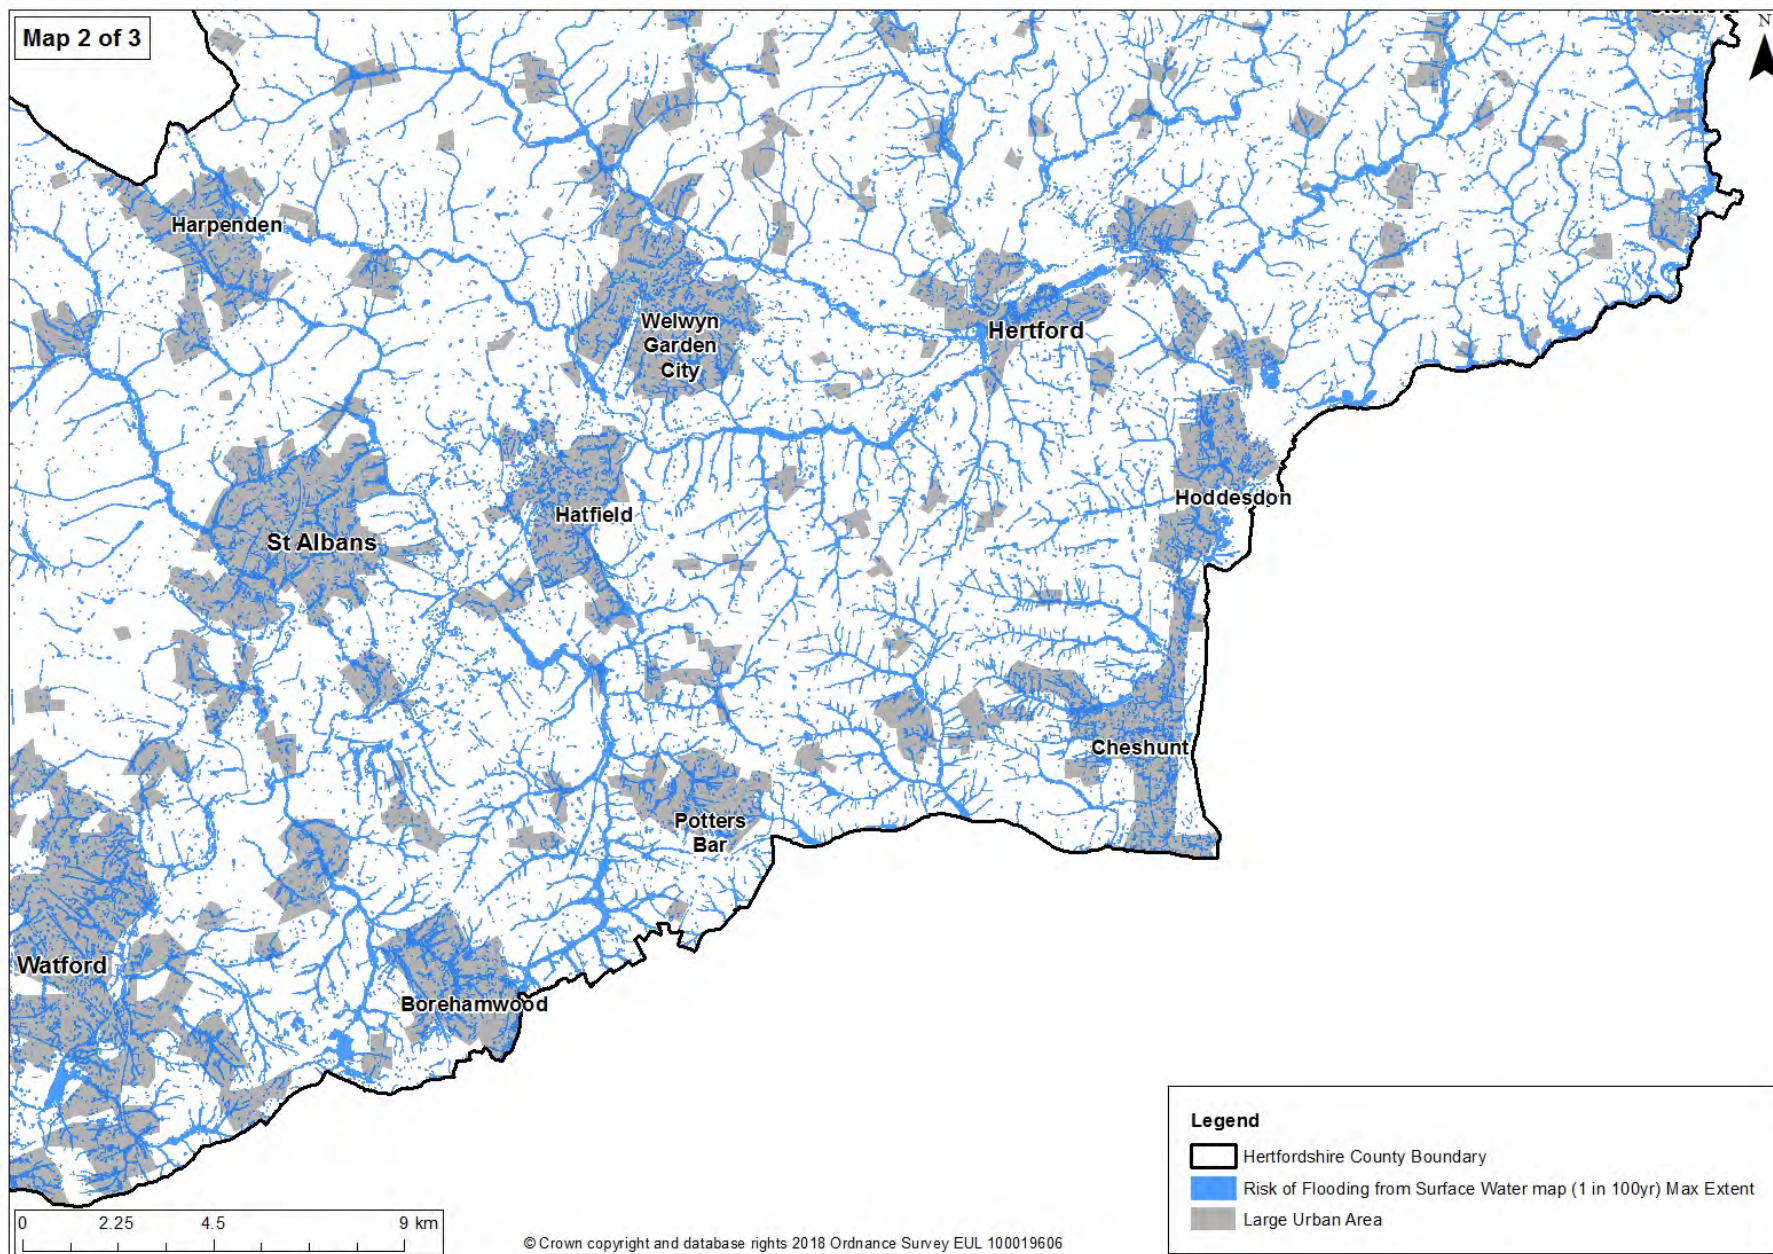 Map 2 of 3
N
Harpenden
Welwyn
Garden
City
Hertford
Hatfield
St Albans
Hoddesdon
Cheshunt
Potters
Bar
Watford
Borehamwood
Legend
Hertfordshire County Boundary
Risk of Flooding from Surface Water map (1 in 100yr) Max Extent
Large Urban Area
0 2.25 4.5 9 km
© Crown copyright and database rights 2018 Ordnance Survey EUL 100019606